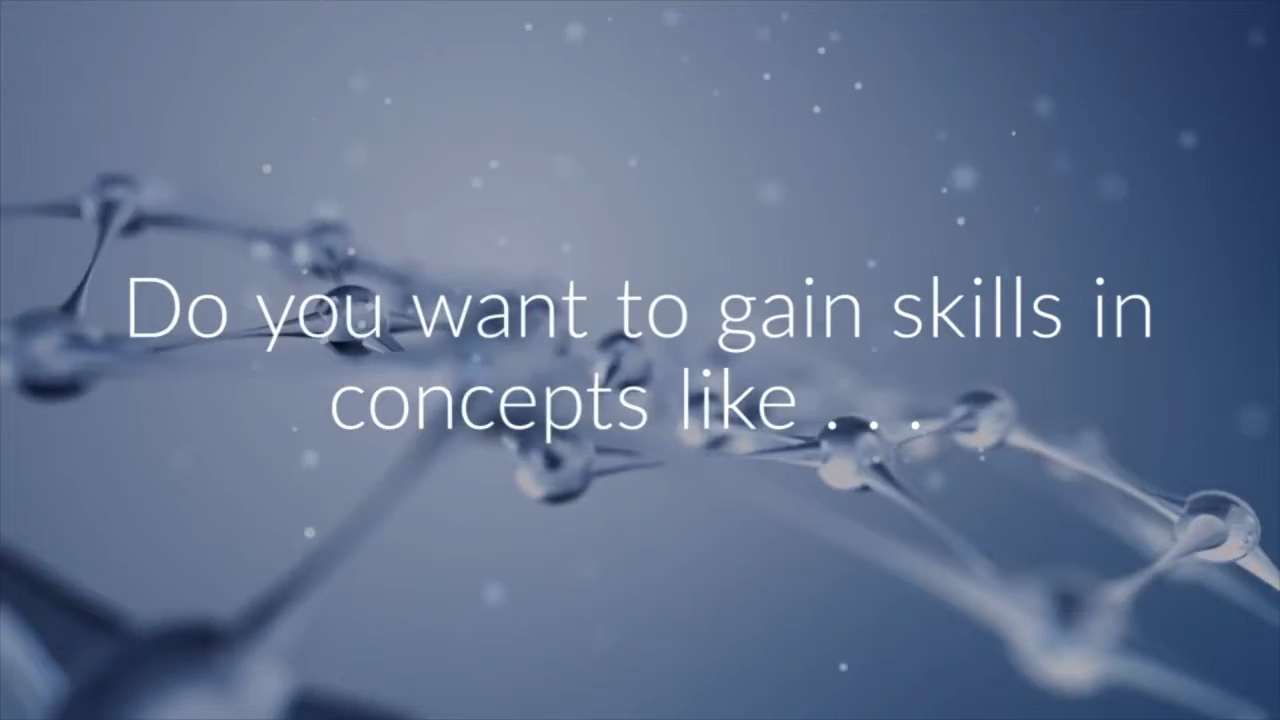 Do you want to gain skills in
concepts like . . .